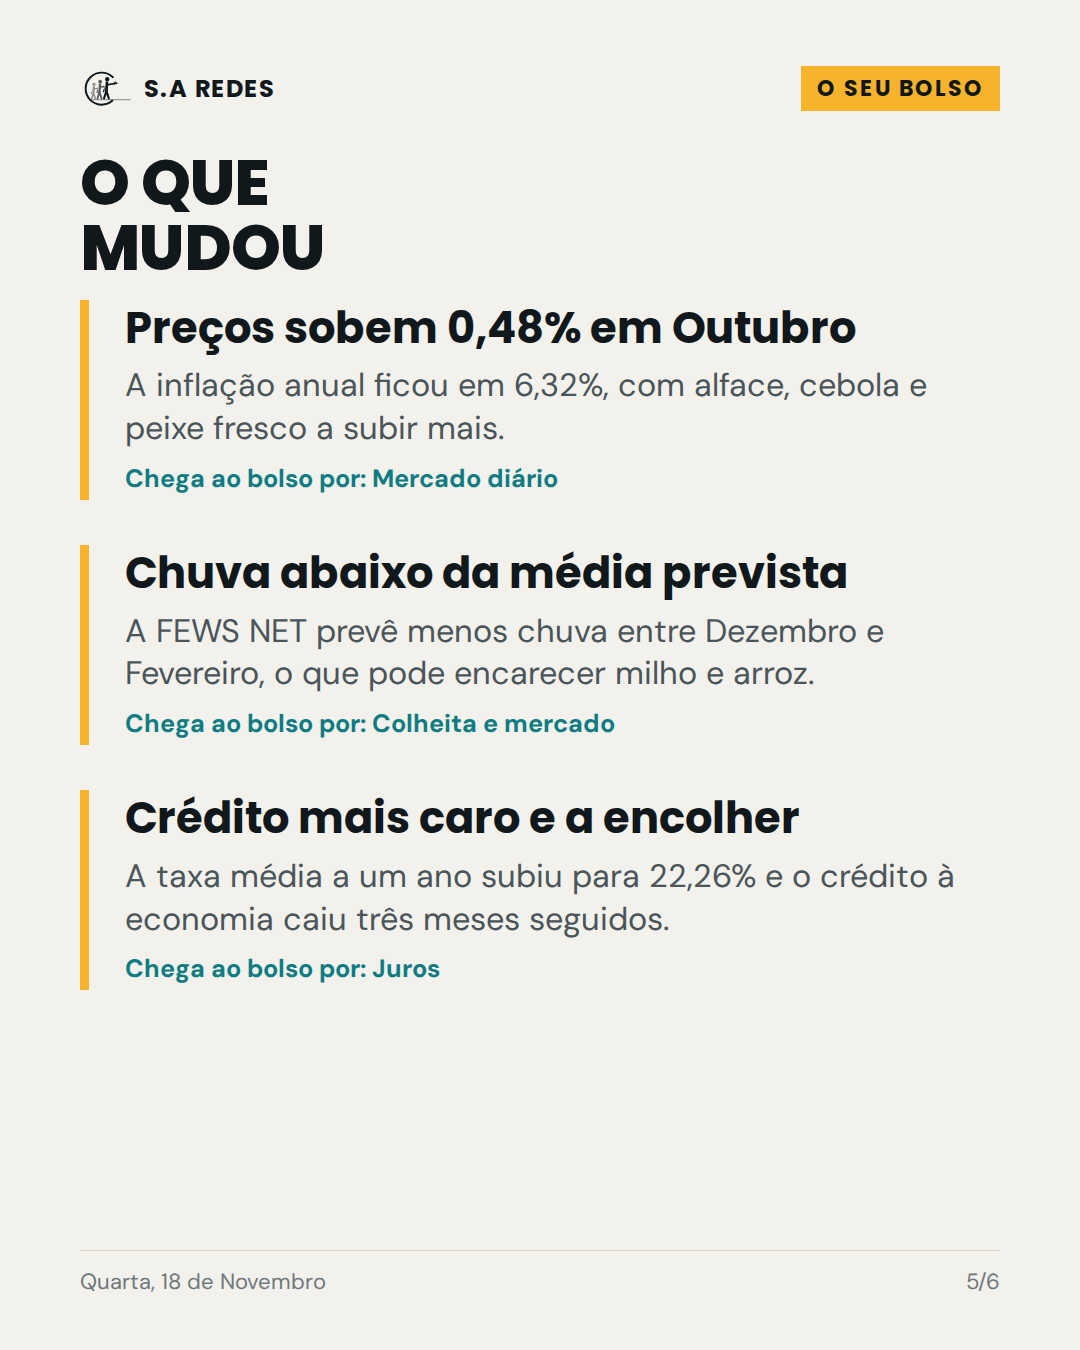 S.A REDES
O SEU BOLSO
O QUE
MUDOU
Preços sobem 0,48% em Outubro
A inflação anual ficou em 6,32%, com alface, cebola e
peixe fresco a subir mais.
Chega ao bolso por: Mercado diário
Chuva abaixo da média prevista
A FEWS NET prevê menos chuva entre Dezembro e
Fevereiro, o que pode encarecer milho e arroz.
Chega ao bolso por: Colheita e mercado
Crédito mais caro e a encolher
A taxa média a um ano subiu para 22,26% e o crédito à
economia caiu três meses seguidos.
Chega ao bolso por: Juros
Quarta, 18 de Novembro
5/6